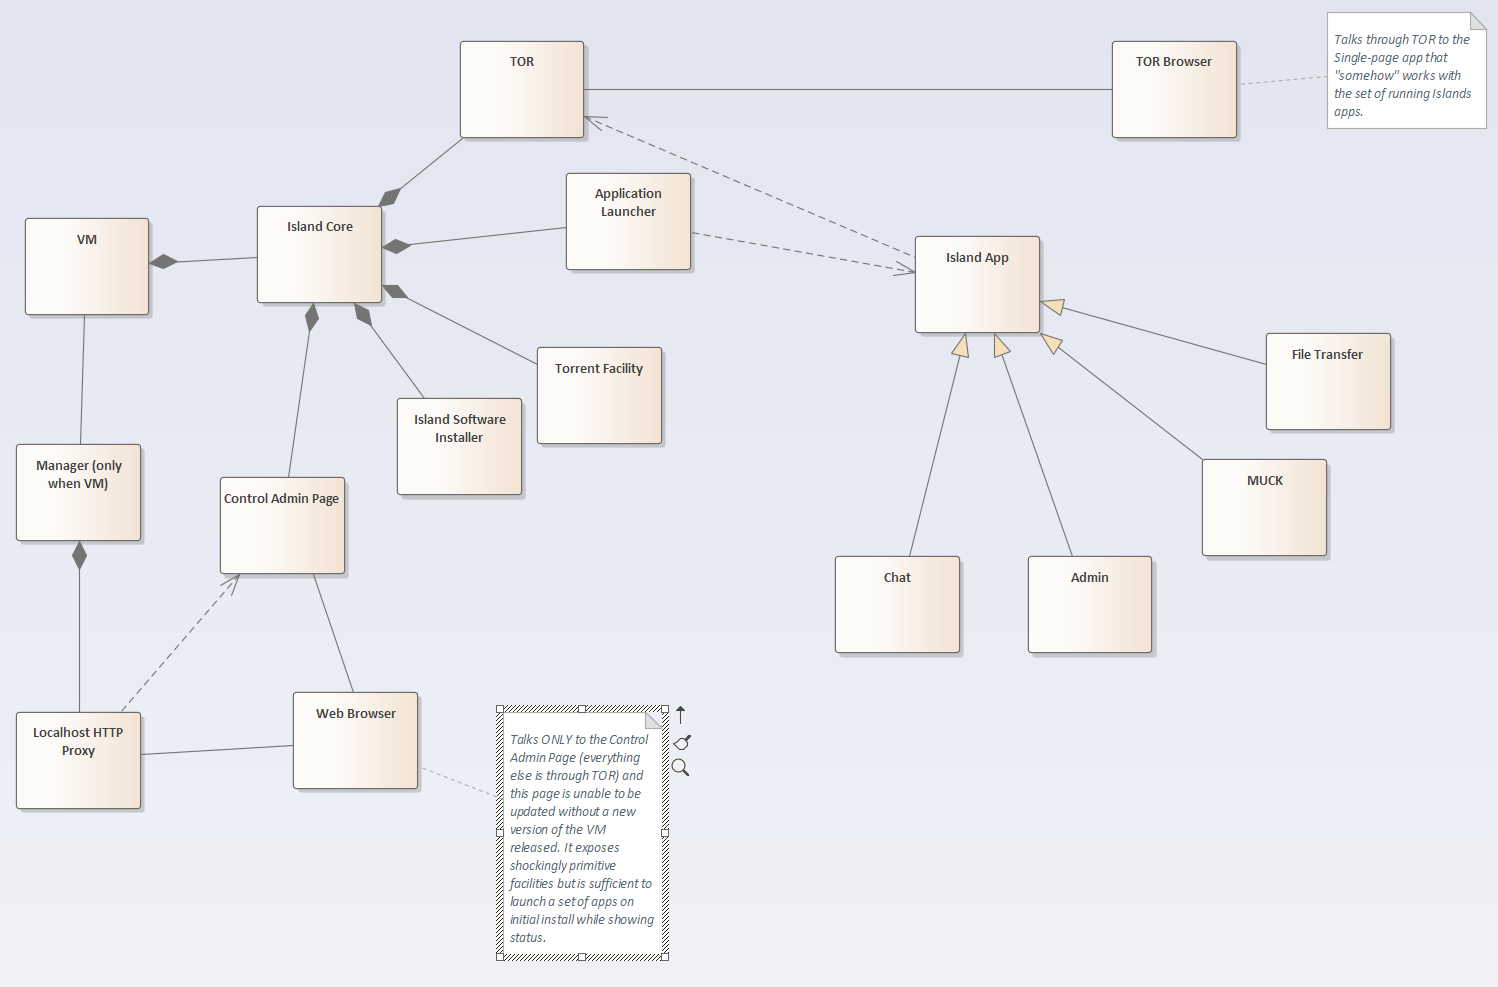 TOR
TOR Browser
Talks through TOR to the
Single-page app that
"somehow" works with
the set of running Islands
apps.
Application
Launcher
Island Core
VM
Island App
File Transfer
Torrent Facility
Island Software
Installer
Manager (only
when VM)
Control Admin Page
MUCK
Chat
Admin
Localhost HTTP
Proxy
Web Browser
Talks ONLY to the Control
Admin Page (everything
else is through TOR) and
this page is unable to be
updated without a new
version of the VM
released. It exposes
shockingly primitive
facilities but is sufficient to
launch a set of apps on
initial install while showing
status.